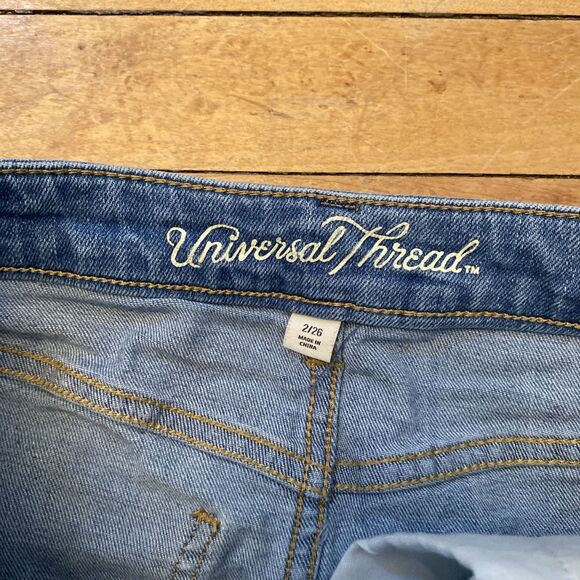 Universal Thread™
2/26
MADE IN
CHINA